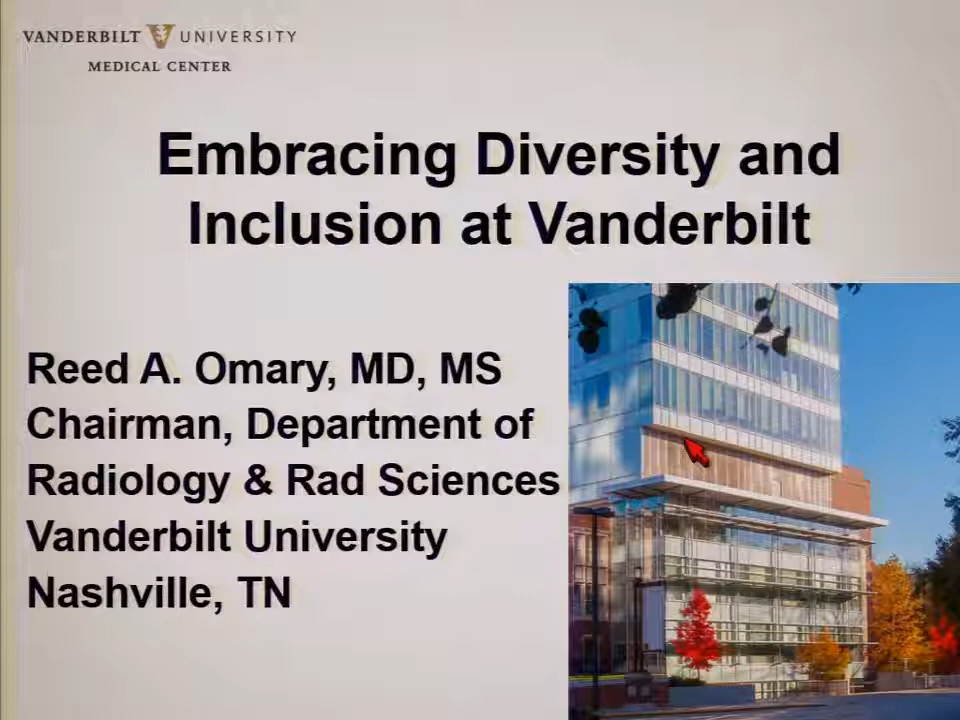 VANDERBILT UNIVERSITY
MEDICAL CENTER
Embracing Diversity and
Inclusion at Vanderbilt
Reed A. Omary, MD, MS
Chairman, Department of
Radiology & Rad Sciences
Vanderbilt University
Nashville, TN